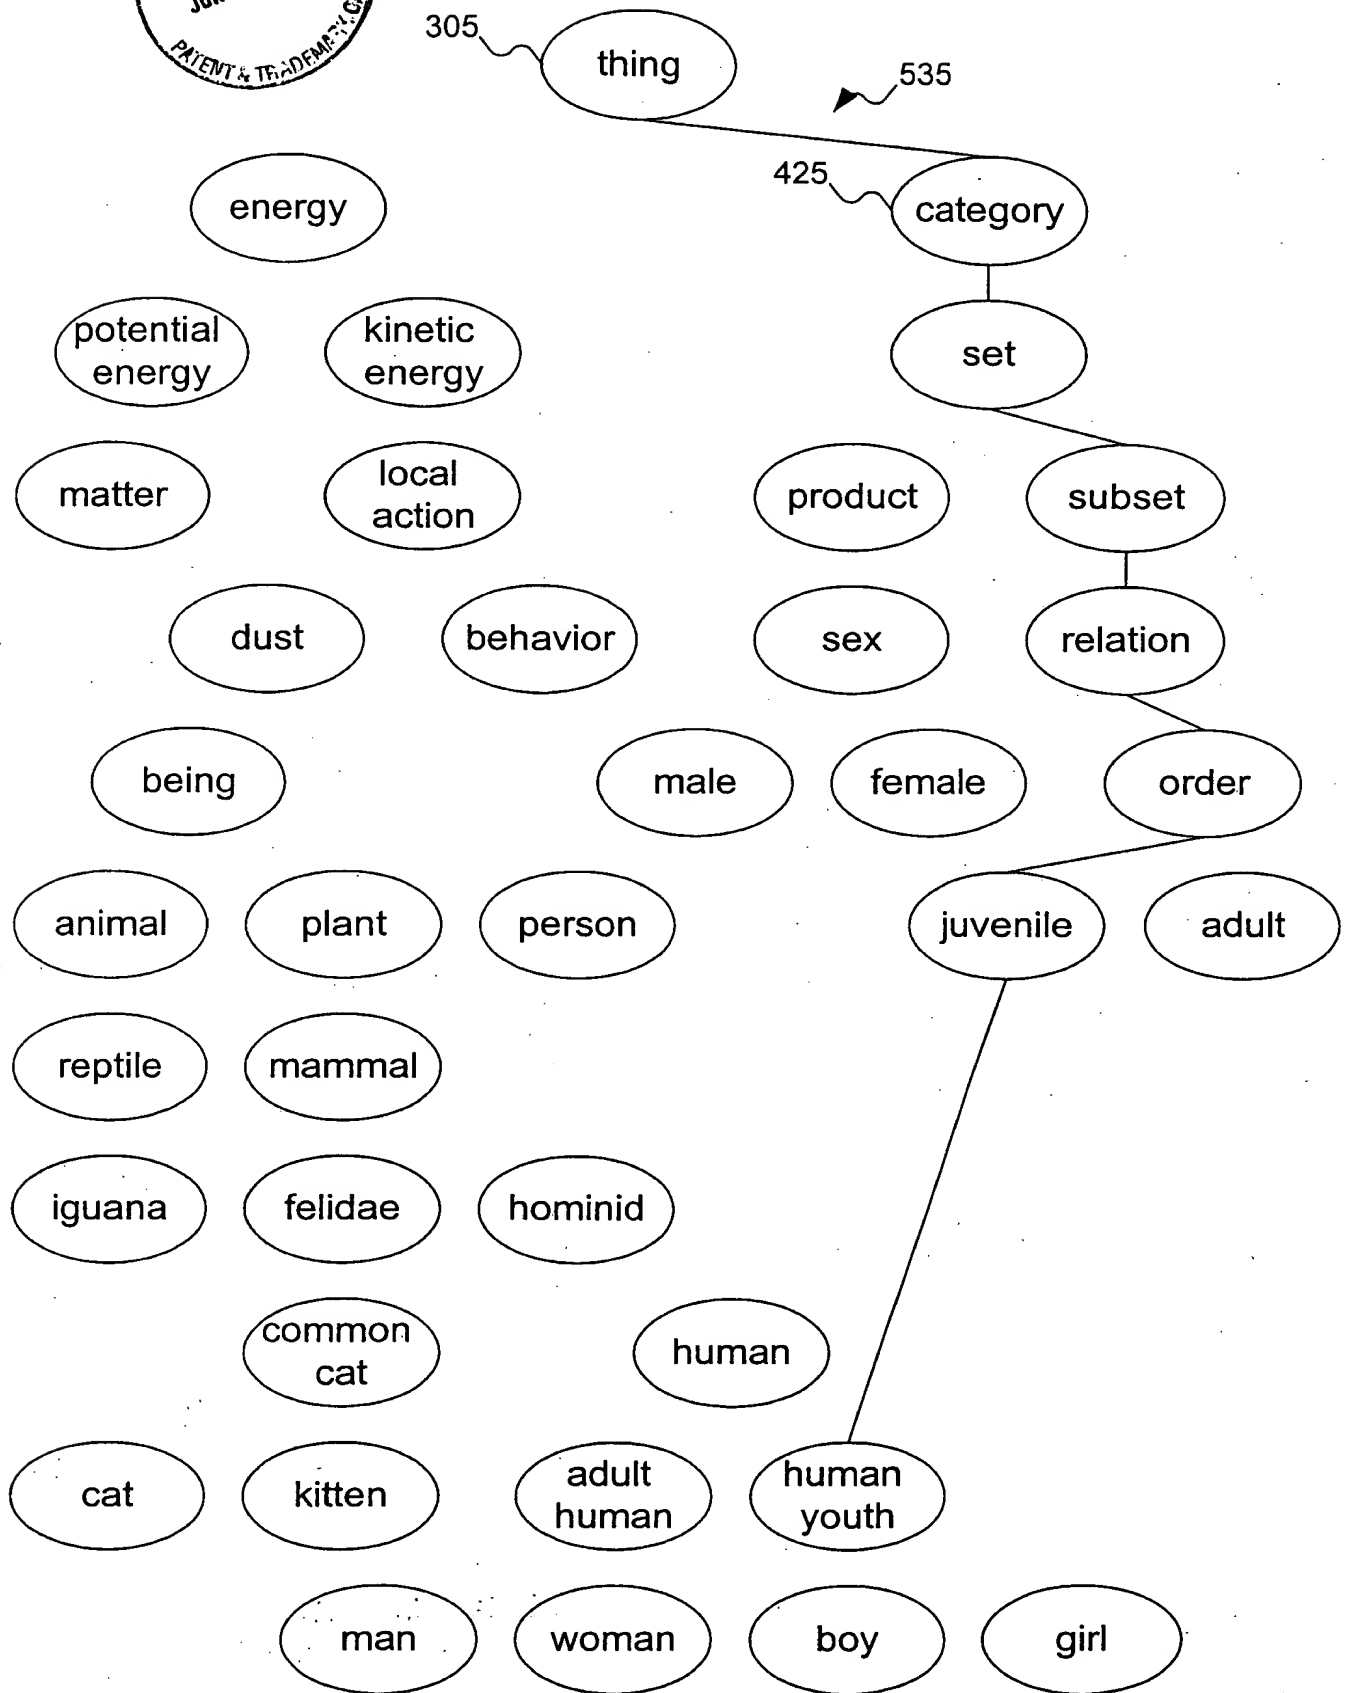 305
thing
535
PATENT & TRADEMARK
425
energy
category
potential
energy
kinetic
energy
set
matter
local
action
product
subset
dust
behavior
sex
relation
being
male
female
order
animal
plant
person
juvenile
adult
reptile
mammal
iguana
felidae
hominid
common
cat
human
cat
kitten
adult
human
human
youth
man
woman
boy
girl